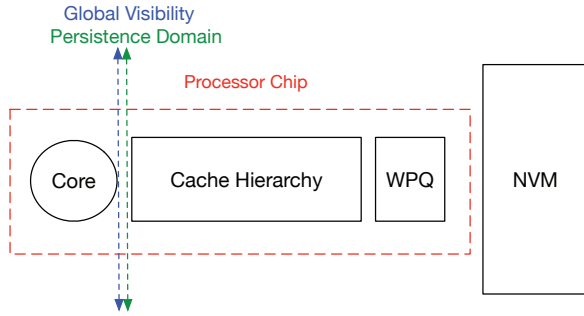 Global Visibility
Persistence Domain
Processor Chip
Core
Cache Hierarchy
WPQ
NVM